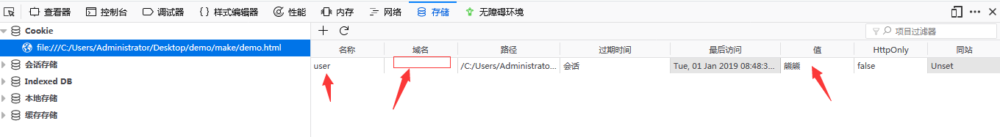 查看器 控制台 调试器 {} 样式编辑器 性能 内存 网络 存储 无障碍环境
Cookie
file:///C:/Users/Administrator/Desktop/demo/make/demo.html
会话存储
Indexed DB
本地存储
缓存存储
项目过滤器
名称 域名 路径 过期时间 最后访问 值 HttpOnly 同站
user /C:/Users/Administrato... 会话 Tue, 01 Jan 2019 08:48:3... 熊熊 false Unset